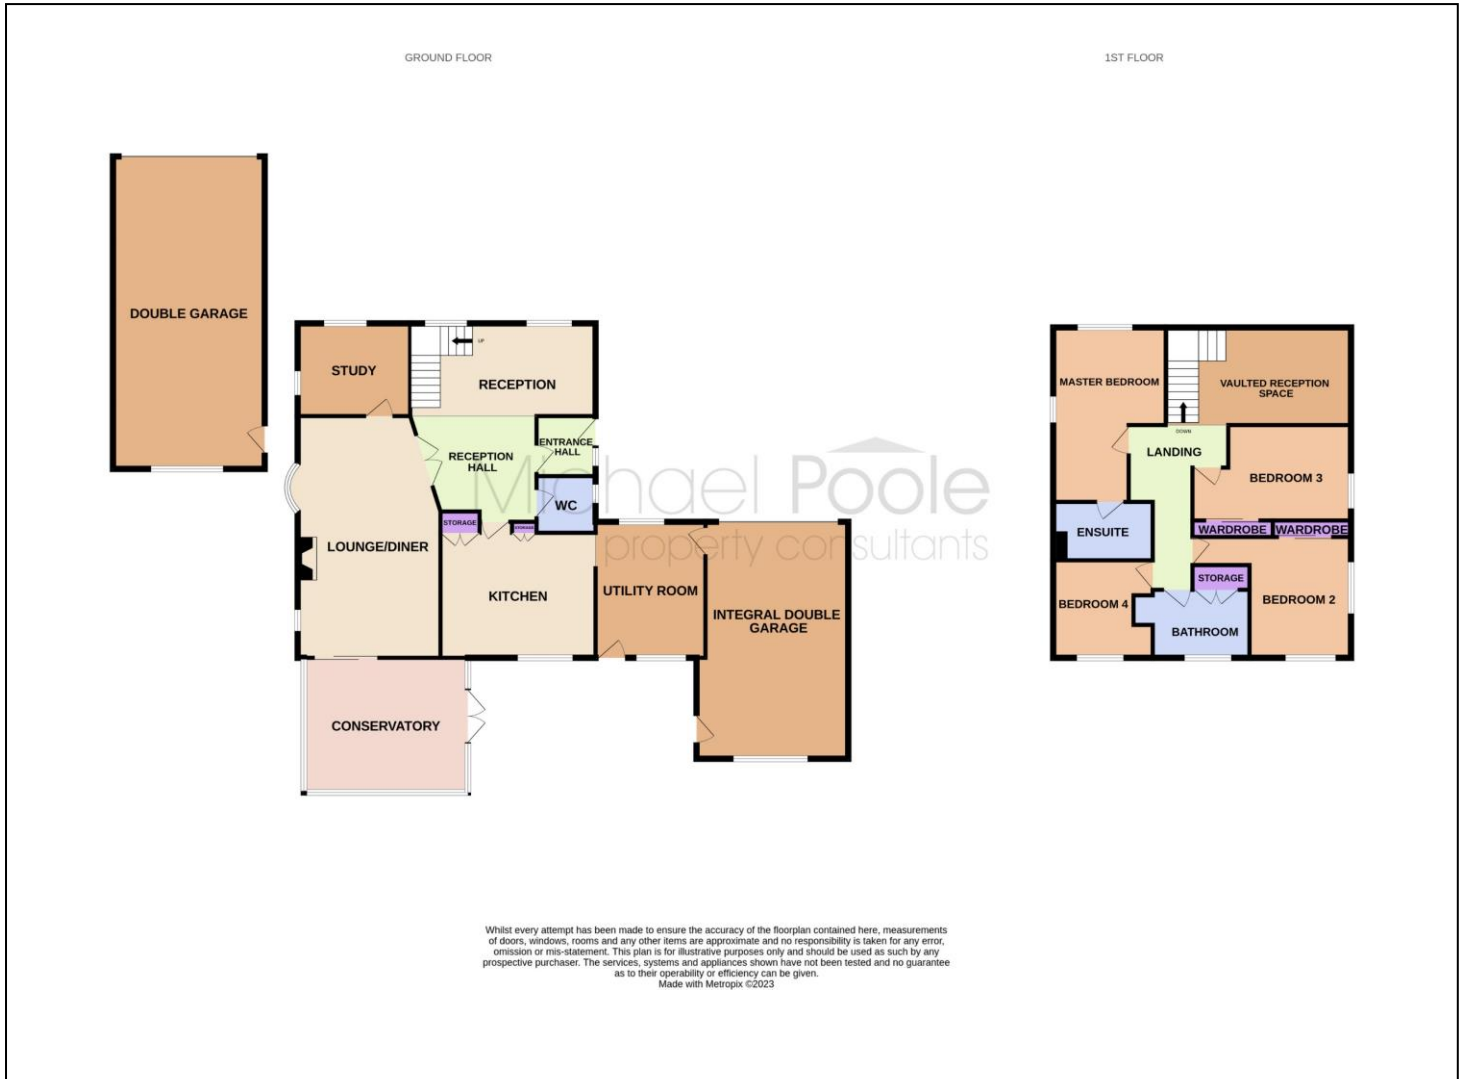 GROUND FLOOR
1ST FLOOR
DOUBLE GARAGE
STUDY
UP
RECEPTION
ENTRANCE
HALL
RECEPTION
HALL
WC
STORAGE
STORAGE
LOUNGE/DINER
KITCHEN
UTILITY ROOM
INTEGRAL DOUBLE
GARAGE
CONSERVATORY
MASTER BEDROOM
VAULTED RECEPTION
SPACE
DOWN
LANDING
BEDROOM 3
WARDROBE
WARDROBE
ENSUITE
STORAGE
BEDROOM 4
BEDROOM 2
BATHROOM
Michael Poole
property consultants
Whilst every attempt has been made to ensure the accuracy of the floorplan contained here, measurements
of doors, windows, rooms and any other items are approximate and no responsibility is taken for any error,
omission or mis-statement. This plan is for illustrative purposes only and should be used as such by any
prospective purchaser. The services, systems and appliances shown have not been tested and no guarantee
as to their operability or efficiency can be given.
Made with Metropix ©2023